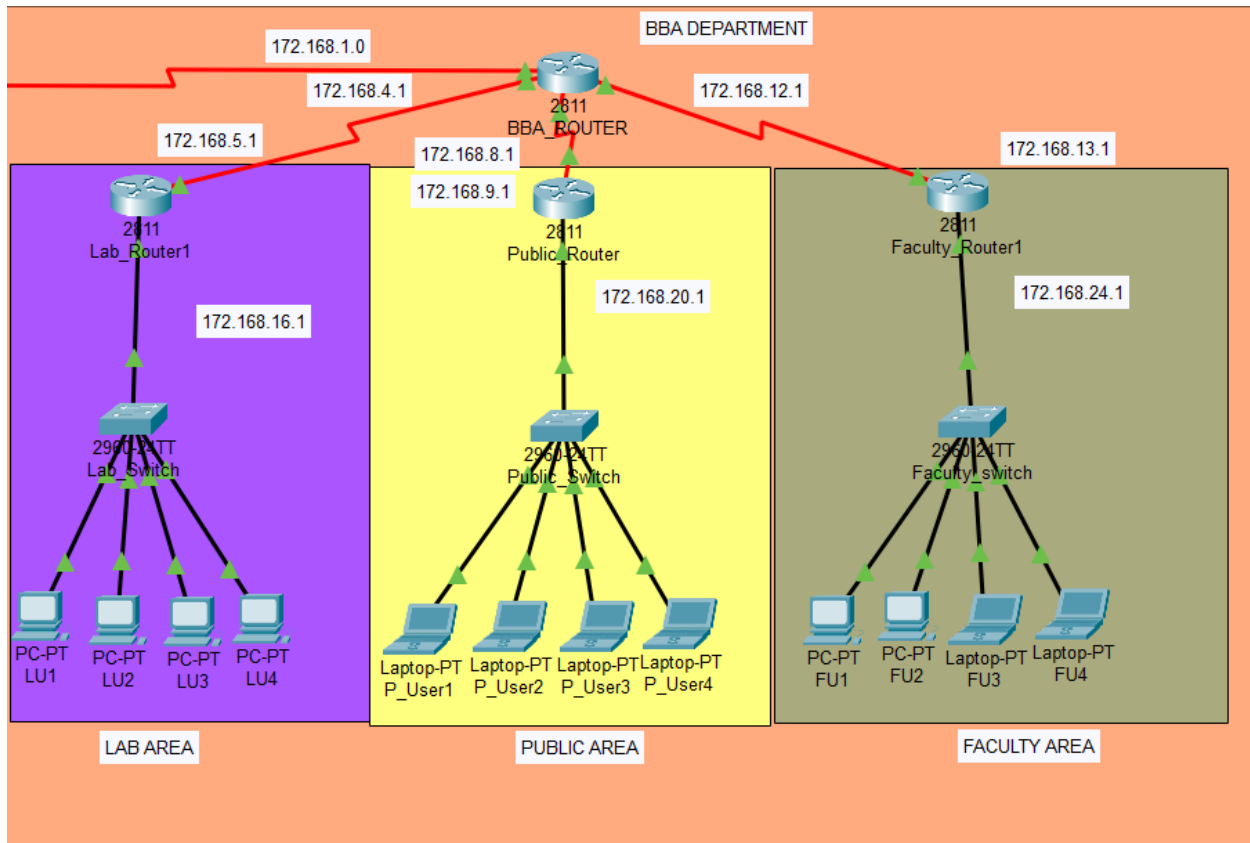 BBA DEPARTMENT
172.168.1.0
172.168.4.1
172.168.12.1
2811
BBA_ROUTER
172.168.5.1
172.168.8.1
172.168.13.1
172.168.9.1
2811
Lab_Router1
2811
Public_Router
2811
Faculty_Router1
172.168.16.1
172.168.20.1
172.168.24.1
2960-24TT
Lab_Switch
2960-24TT
Public_Switch
2960-24TT
Faculty_switch
PC-PT
LU1
PC-PT
LU2
PC-PT
LU3
PC-PT
LU4
Laptop-PT
P_User1
Laptop-PT
P_User2
Laptop-PT
P_User3
Laptop-PT
P_User4
PC-PT
FU1
PC-PT
FU2
Laptop-PT
FU3
Laptop-PT
FU4
LAB AREA
PUBLIC AREA
FACULTY AREA